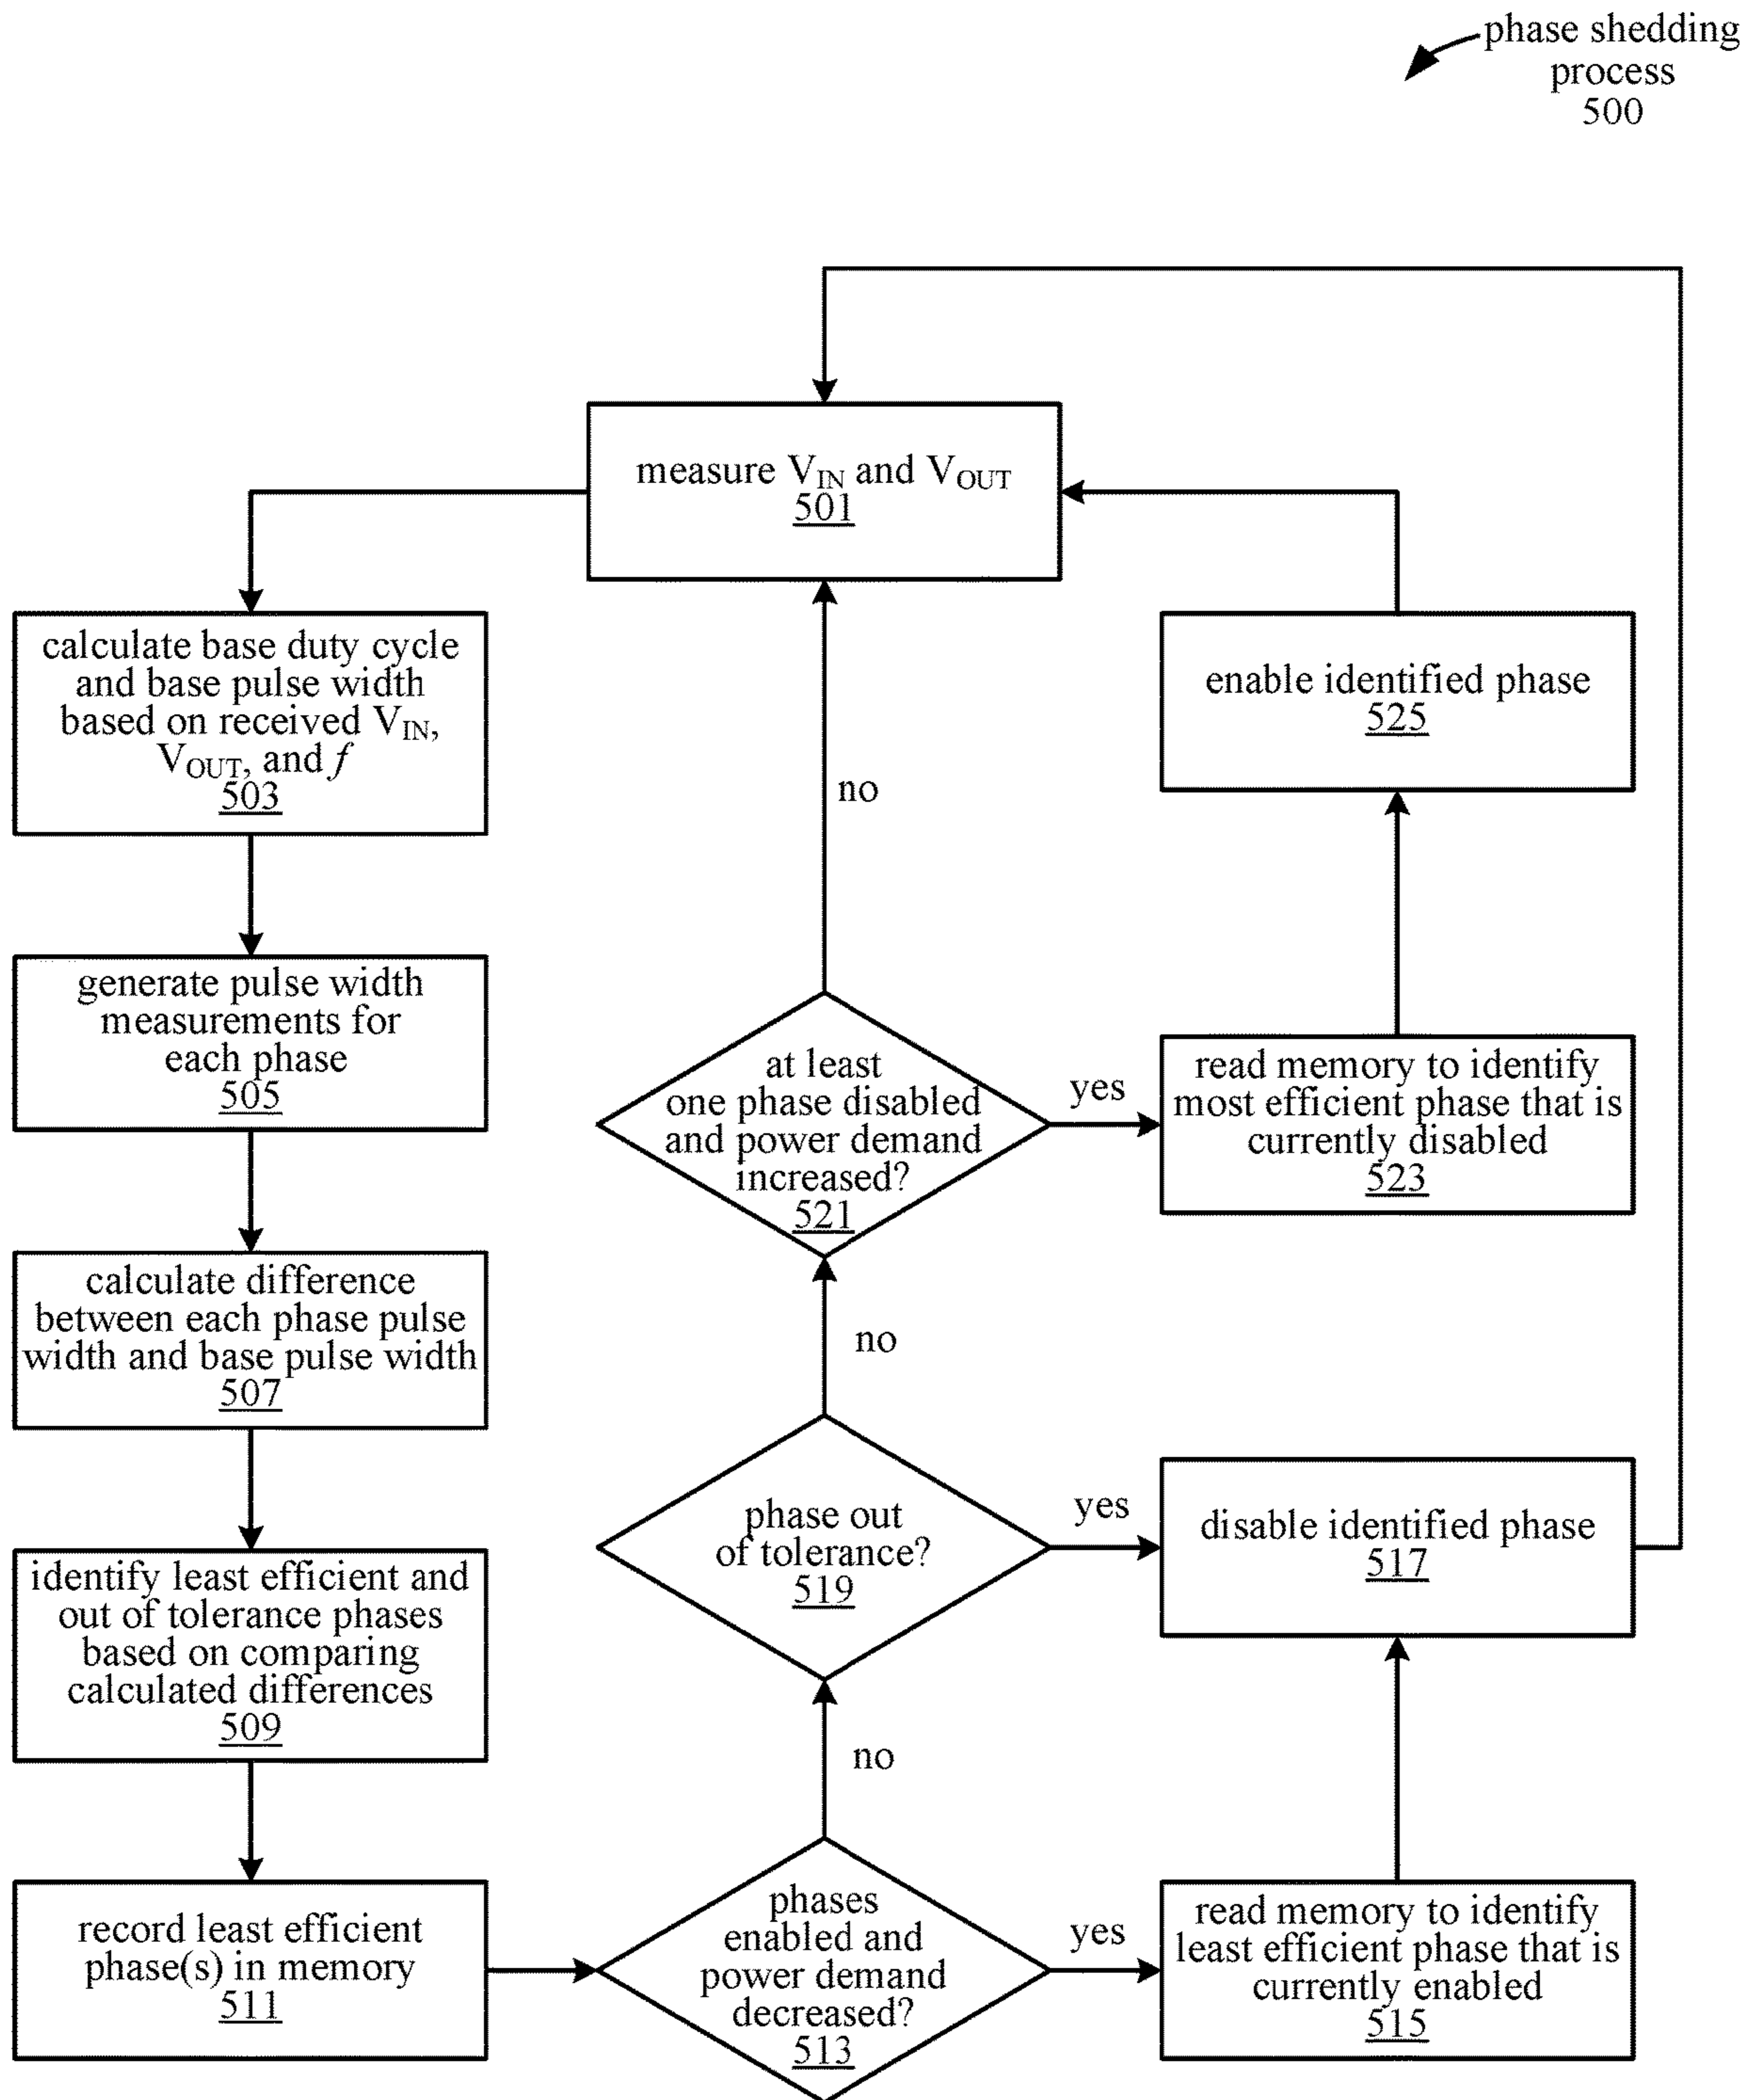 phase shedding
process
500
measure VIN and VOUT
501
calculate base duty cycle
and base pulse width
based on received VIN,
VOUT, and f
503
generate pulse width
measurements for
each phase
505
calculate difference
between each phase pulse
width and base pulse width
507
identify least efficient and
out of tolerance phases
based on comparing
calculated differences
509
record least efficient
phase(s) in memory
511
phases
enabled and
power demand
decreased?
513
yes
read memory to identify
least efficient phase that is
currently enabled
515
no
phase out
of tolerance?
519
yes
disable identified phase
517
no
at least
one phase disabled
and power demand
increased?
521
yes
read memory to identify
most efficient phase that is
currently disabled
523
no
enable identified phase
525